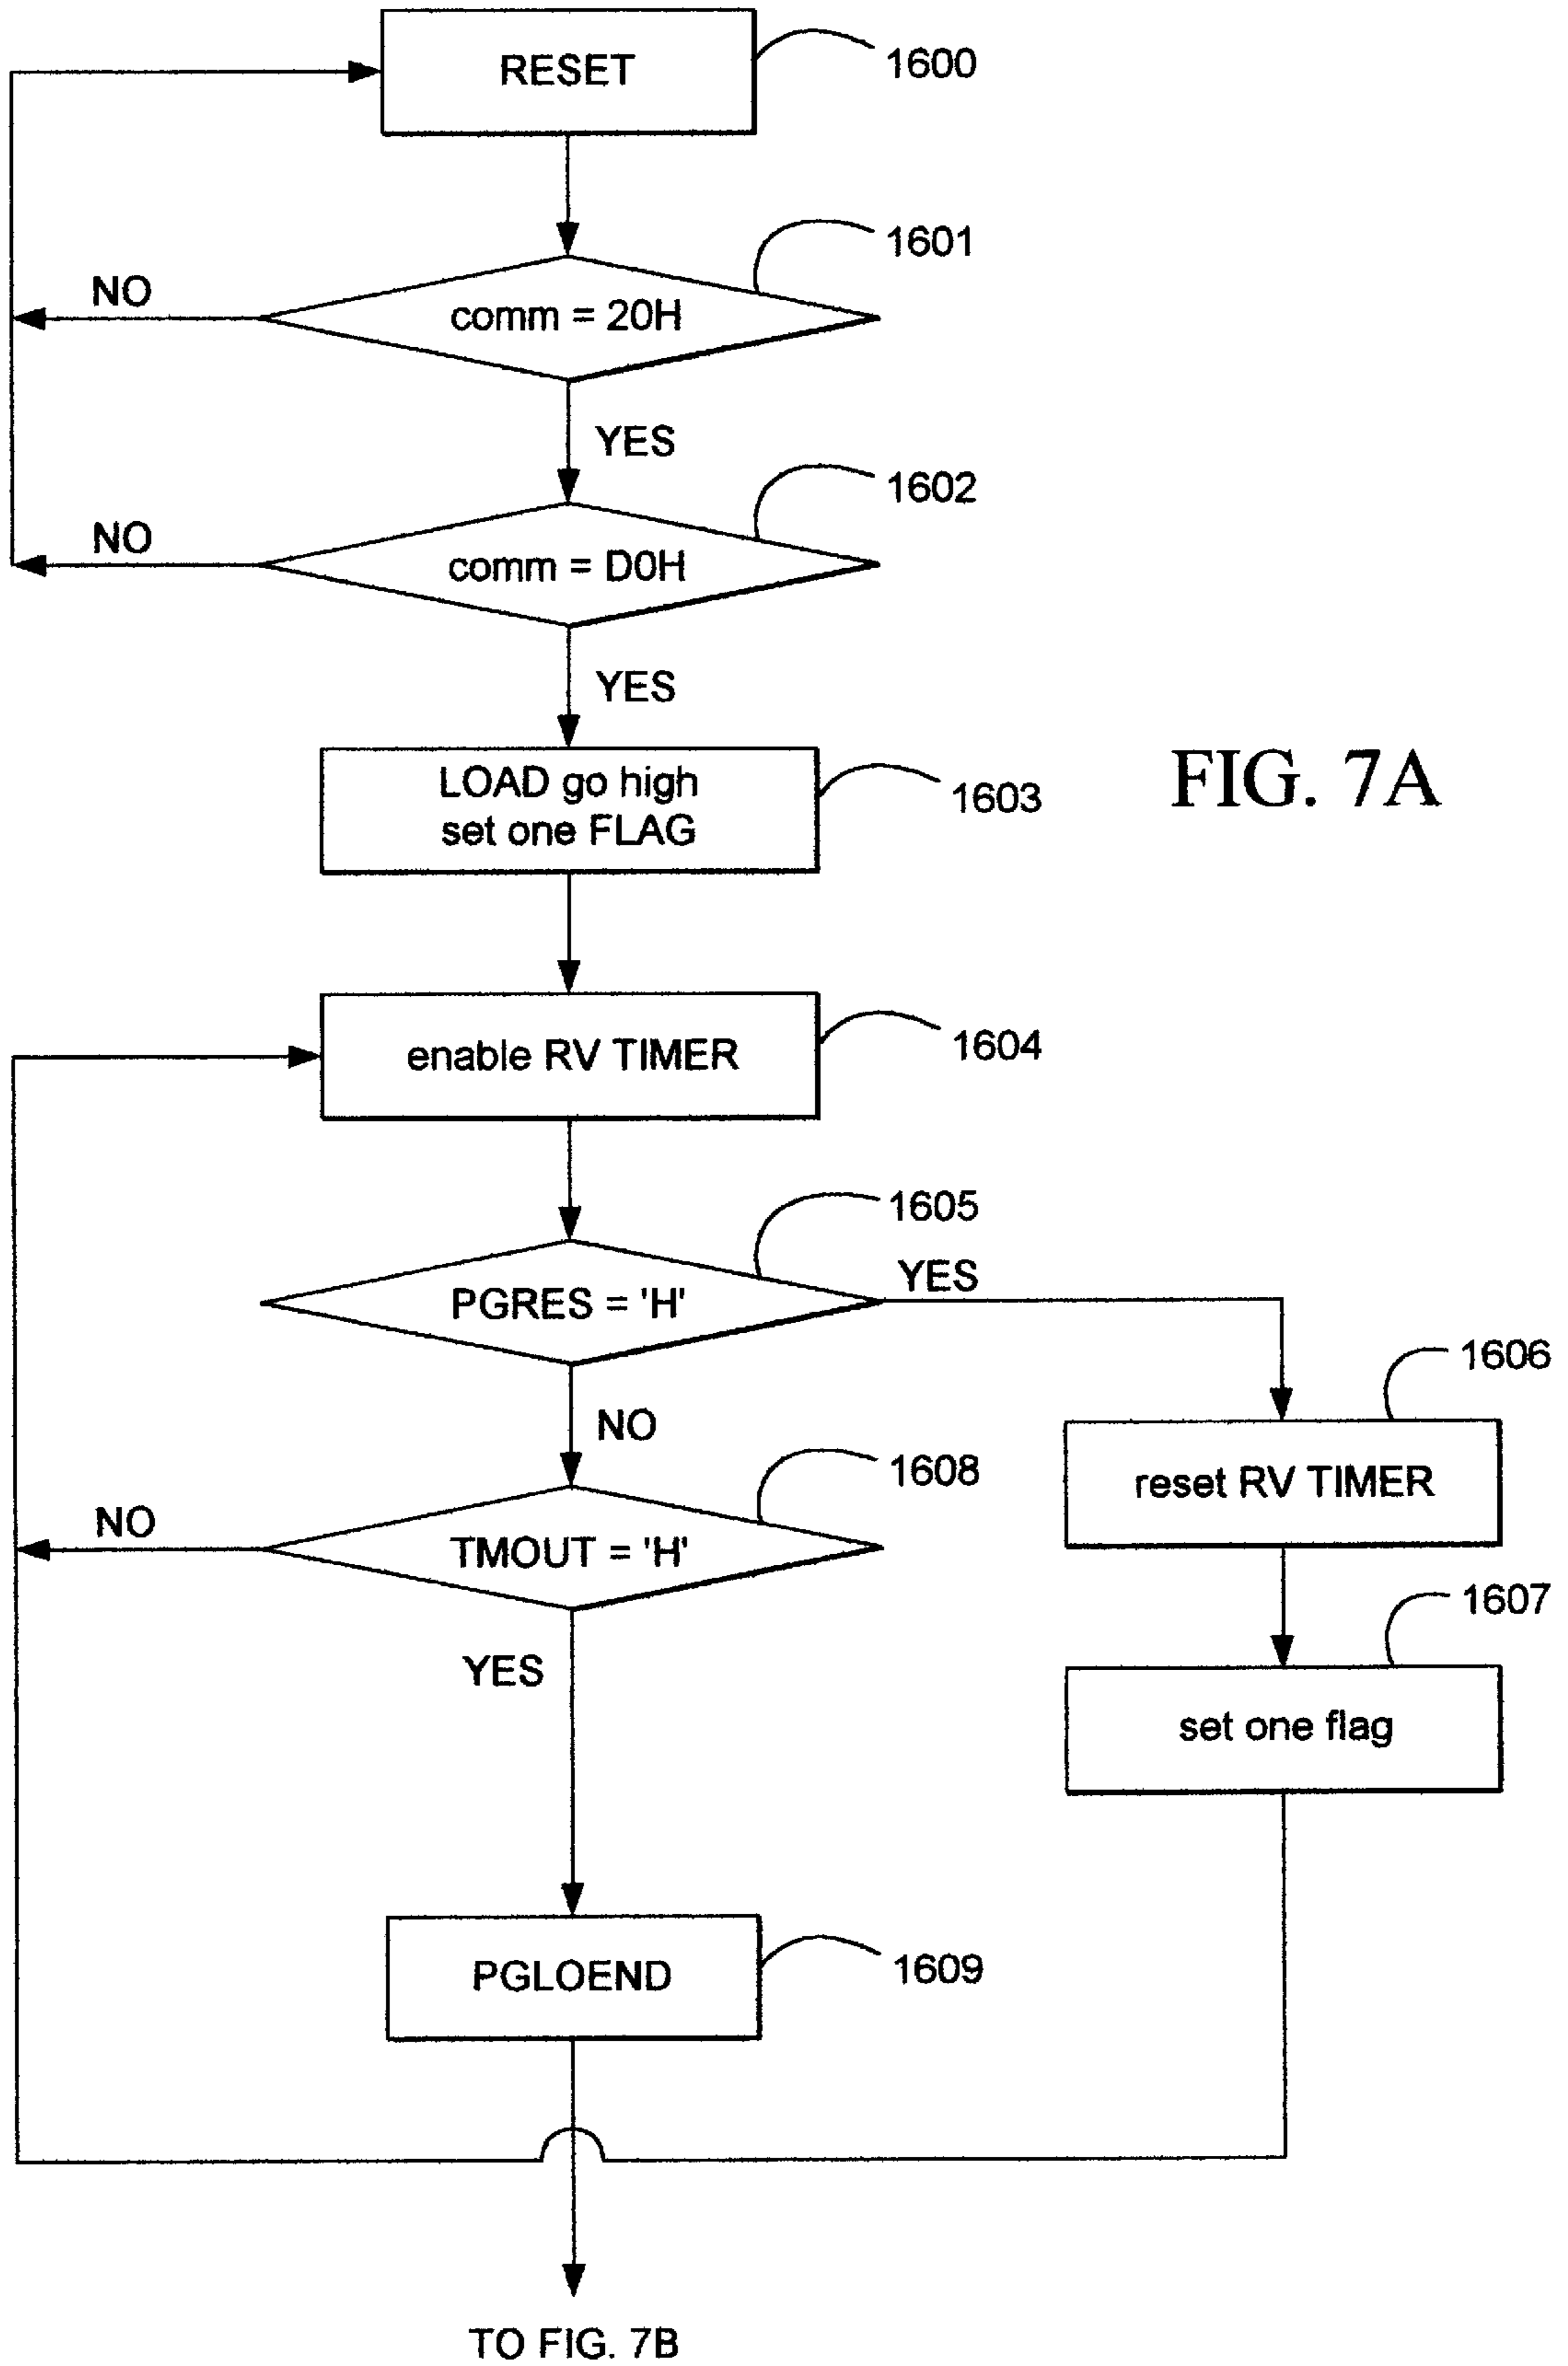 RESET
1600
1601
NO
comm = 20H
YES
1602
NO
comm = D0H
YES
LOAD go high
set one FLAG
1603
FIG. 7A
enable RV TIMER
1604
1605
PGRES = 'H'
YES
1606
NO
reset RV TIMER
1608
NO
TMOUT = 'H'
1607
YES
set one flag
PGLOEND
1609
TO FIG. 7B